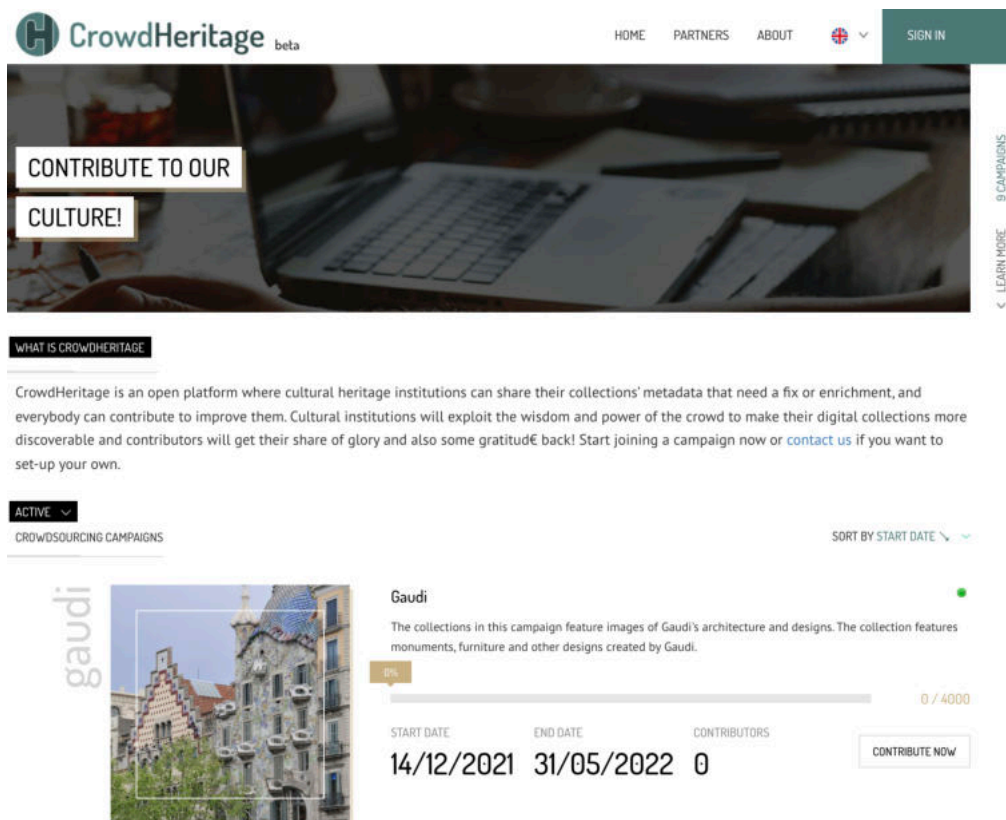 CrowdHeritage beta
HOME PARTNERS ABOUT SIGN IN
CONTRIBUTE TO OUR
CULTURE!
9 CAMPAIGNS
LEARN MORE
WHAT IS CROWDHERITAGE
CrowdHeritage is an open platform where cultural heritage institutions can share their collections' metadata that need a fix or enrichment, and
everybody can contribute to improve them. Cultural institutions will exploit the wisdom and power of the crowd to make their digital collections more
discoverable and contributors will get their share of glory and also some gratitud€ back! Start joining a campaign now or contact us if you want to
set-up your own.
ACTIVE
CROWDSOURCING CAMPAIGNS
SORT BY START DATE
gaudi
Gaudi
The collections in this campaign feature images of Gaudi's architecture and designs. The collection features
monuments, furniture and other designs created by Gaudi.
0%
0 / 4000
START DATE END DATE CONTRIBUTORS
14/12/2021 31/05/2022 0
CONTRIBUTE NOW